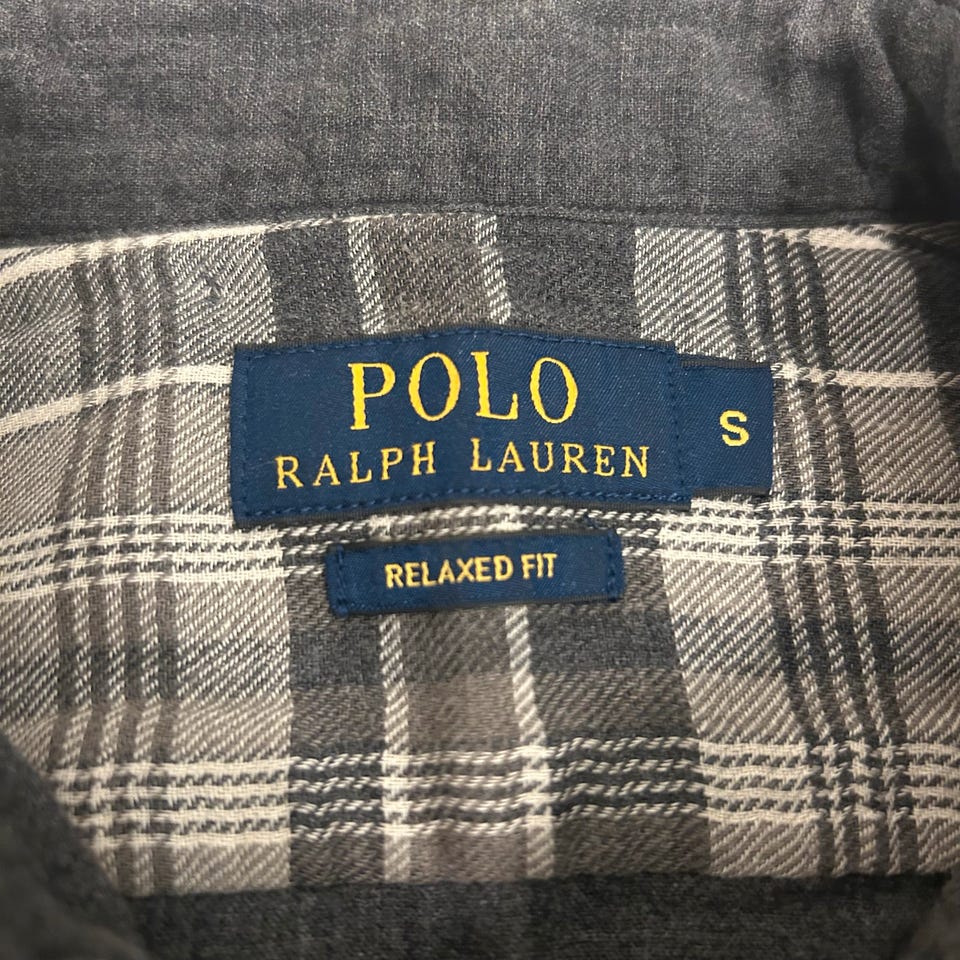 POLO
RALPH LAUREN
S
RELAXED FIT